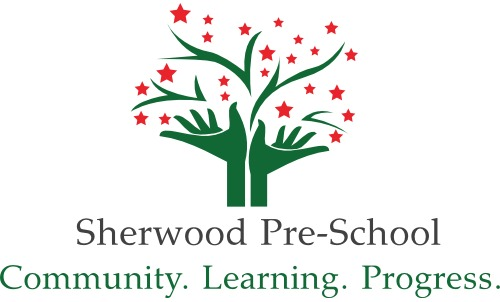 Sherwood Pre-School
Community. Learning. Progress.